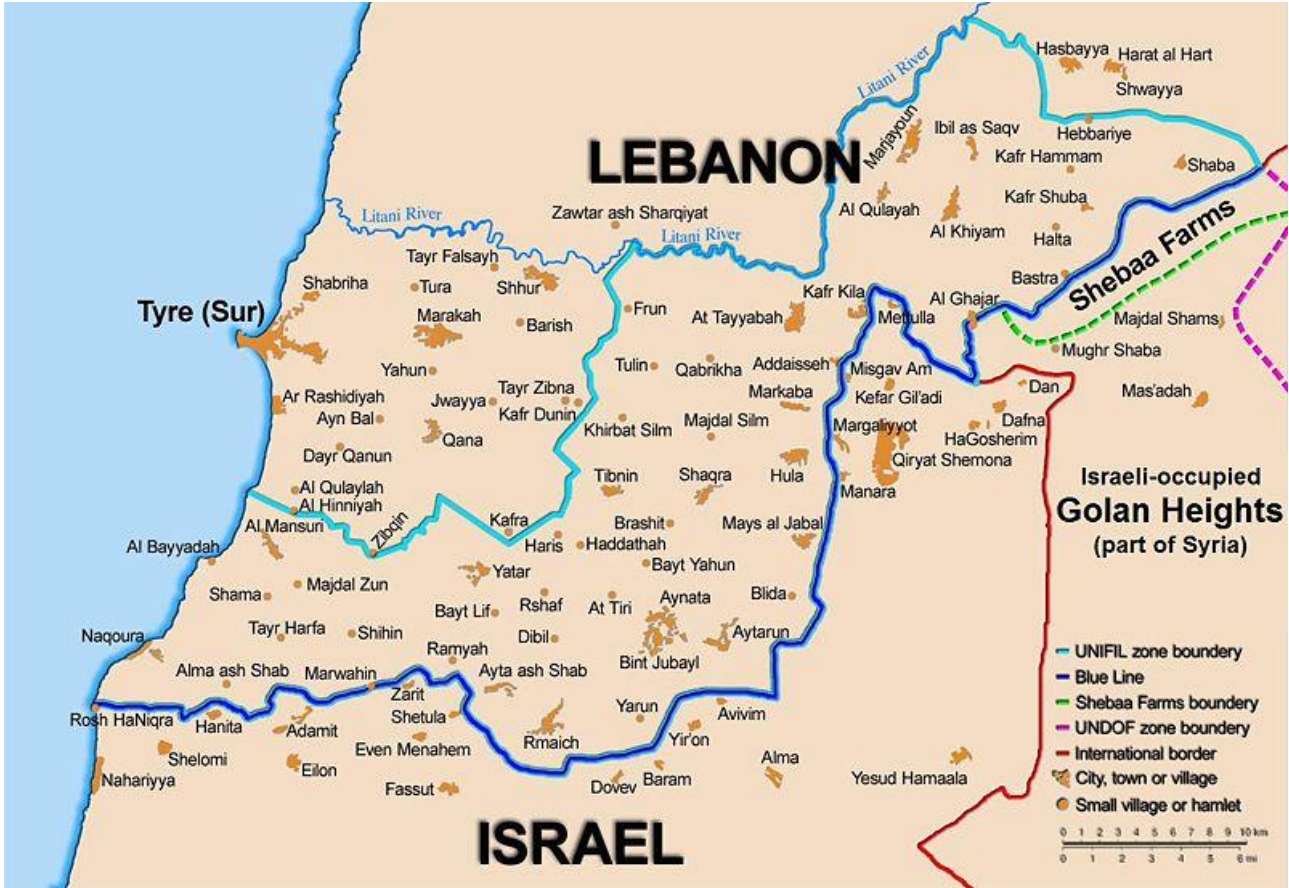 Litani River
Hasbayya
Harat al Hart
Shwayya
Marjayoun
Ibil as Saqv
Hebbariye
LEBANON
Kafr Hammam
Shaba
Kafr Shuba
Al Qulayah
Al Khiyam
Halta
Zawtar ash Sharqiyat
Litani River
Litani River
Tayr Falsayh
Shabriha
Tura
Shhur
Bastra
Shebaa Farms
Kafr Kila
Al Ghajar
Tyre (Sur)
Marakah
Barish
Frun
At Tayyabah
Mettulla
Majdal Shams
Mughr Shaba
Yahun
Tulin
Qabrikha
Addaisseh
Misgav Am
Tayr Zibna
Dan
Mas'adah
Ar Rashidiyah
Jwayya
Kafr Dunin
Markaba
Kefar Gil'adi
Ayn Bal
Khirbat Silm
Majdal Silm
Margaliyyot
Dafna
HaGosherim
Qana
Dayr Qanun
Qiryat Shemona
Tibnin
Shaqra
Hula
Manara
Israeli-occupied
Golan Heights
(part of Syria)
Al Qulaylah
Al Hinniyah
Al Mansuri
Zibqin
Kafra
Brashit
Mays al Jabal
Al Bayyadah
Haris
Haddathah
Bayt Yahun
Yatar
Shama
Majdal Zun
Rshaf
At Tiri
Aynata
Blida
Bayt Lif
Naqoura
Tayr Harfa
Shihin
Dibil
Aytarun
Ramyah
Bint Jubayl
Alma ash Shab
Marwahin
Ayta ash Shab
Zarit
Rosh HaNiqra
Hanita
Adamit
Shetula
Yarun
Avivim
Even Menahem
Rmaich
Yir'on
Shelomi
Eilon
Nahariyya
Fassut
Dovev
Baram
Alma
Yesud Hamaala
ISRAEL
UNIFIL zone boundery
Blue Line
Shebaa Farms boundery
UNDOF zone boundery
International border
City, town or village
Small village or hamlet
0 1 2 3 4 5 6 7 8 9 10 km
0 1 2 3 4 5 6 mi